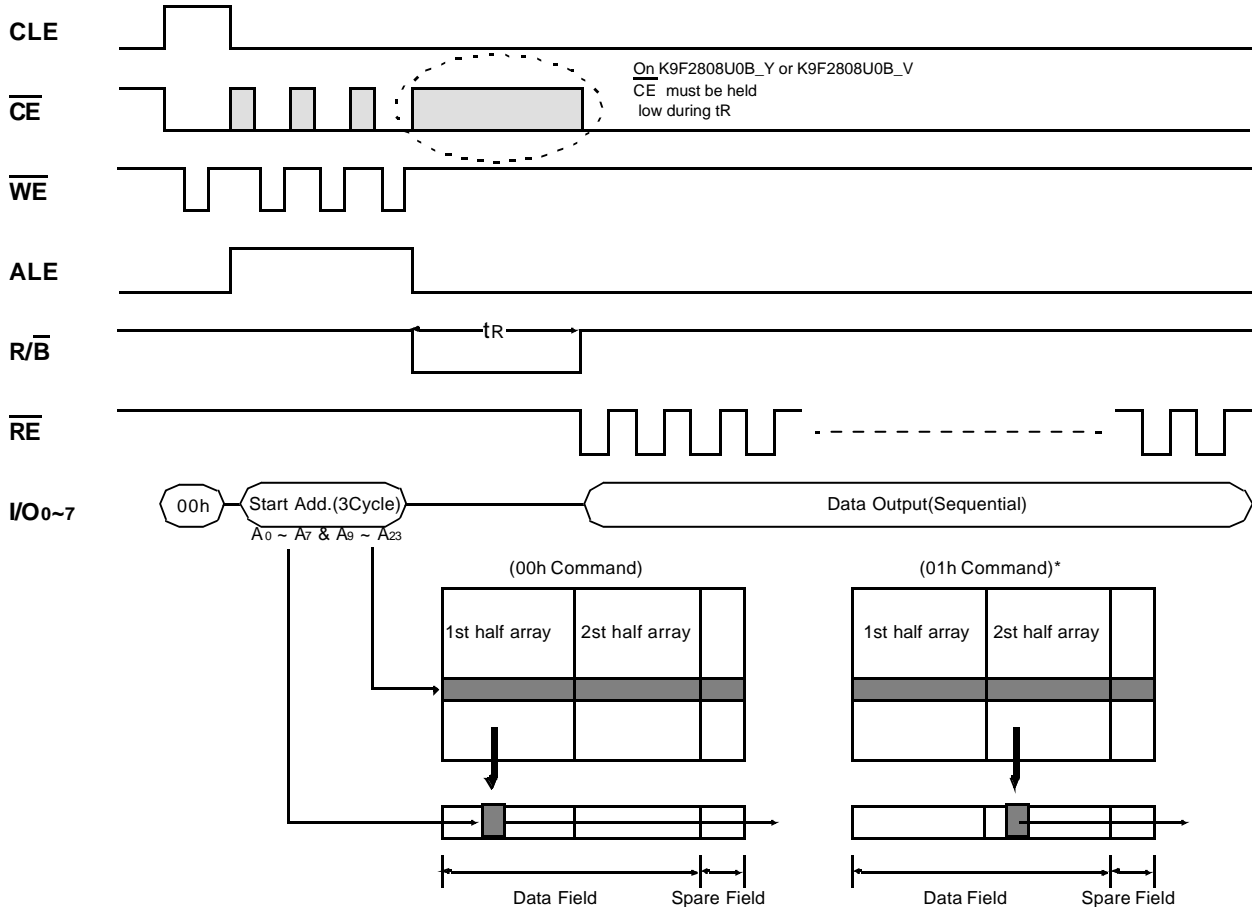 CLE
On K9F2808U0B_Y or K9F2808U0B_V
CE must be held
low during tR
CE
WE
ALE
tR
R/B
RE
I/O0~7
00h
Start Add.(3Cycle)
Data Output(Sequential)
A0 ~ A7 & A9 ~ A23
(00h Command)
(01h Command)*
1st half array
2st half array
1st half array
2st half array
Data Field
Spare Field
Data Field
Spare Field